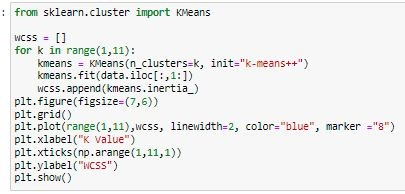 : from sklearn.cluster import KMeans
wcss = []
for k in range(1,11):
    kmeans = KMeans(n_clusters=k, init="k-means++")
    kmeans.fit(data.iloc[:,1:])
    wcss.append(kmeans.inertia_)
plt.figure(figsize=(7,6))
plt.grid()
plt.plot(range(1,11),wcss, linewidth=2, color="blue", marker ="8")
plt.xlabel("K Value")
plt.xticks(np.arange(1,11,1))
plt.ylabel("WCSS")
plt.show()